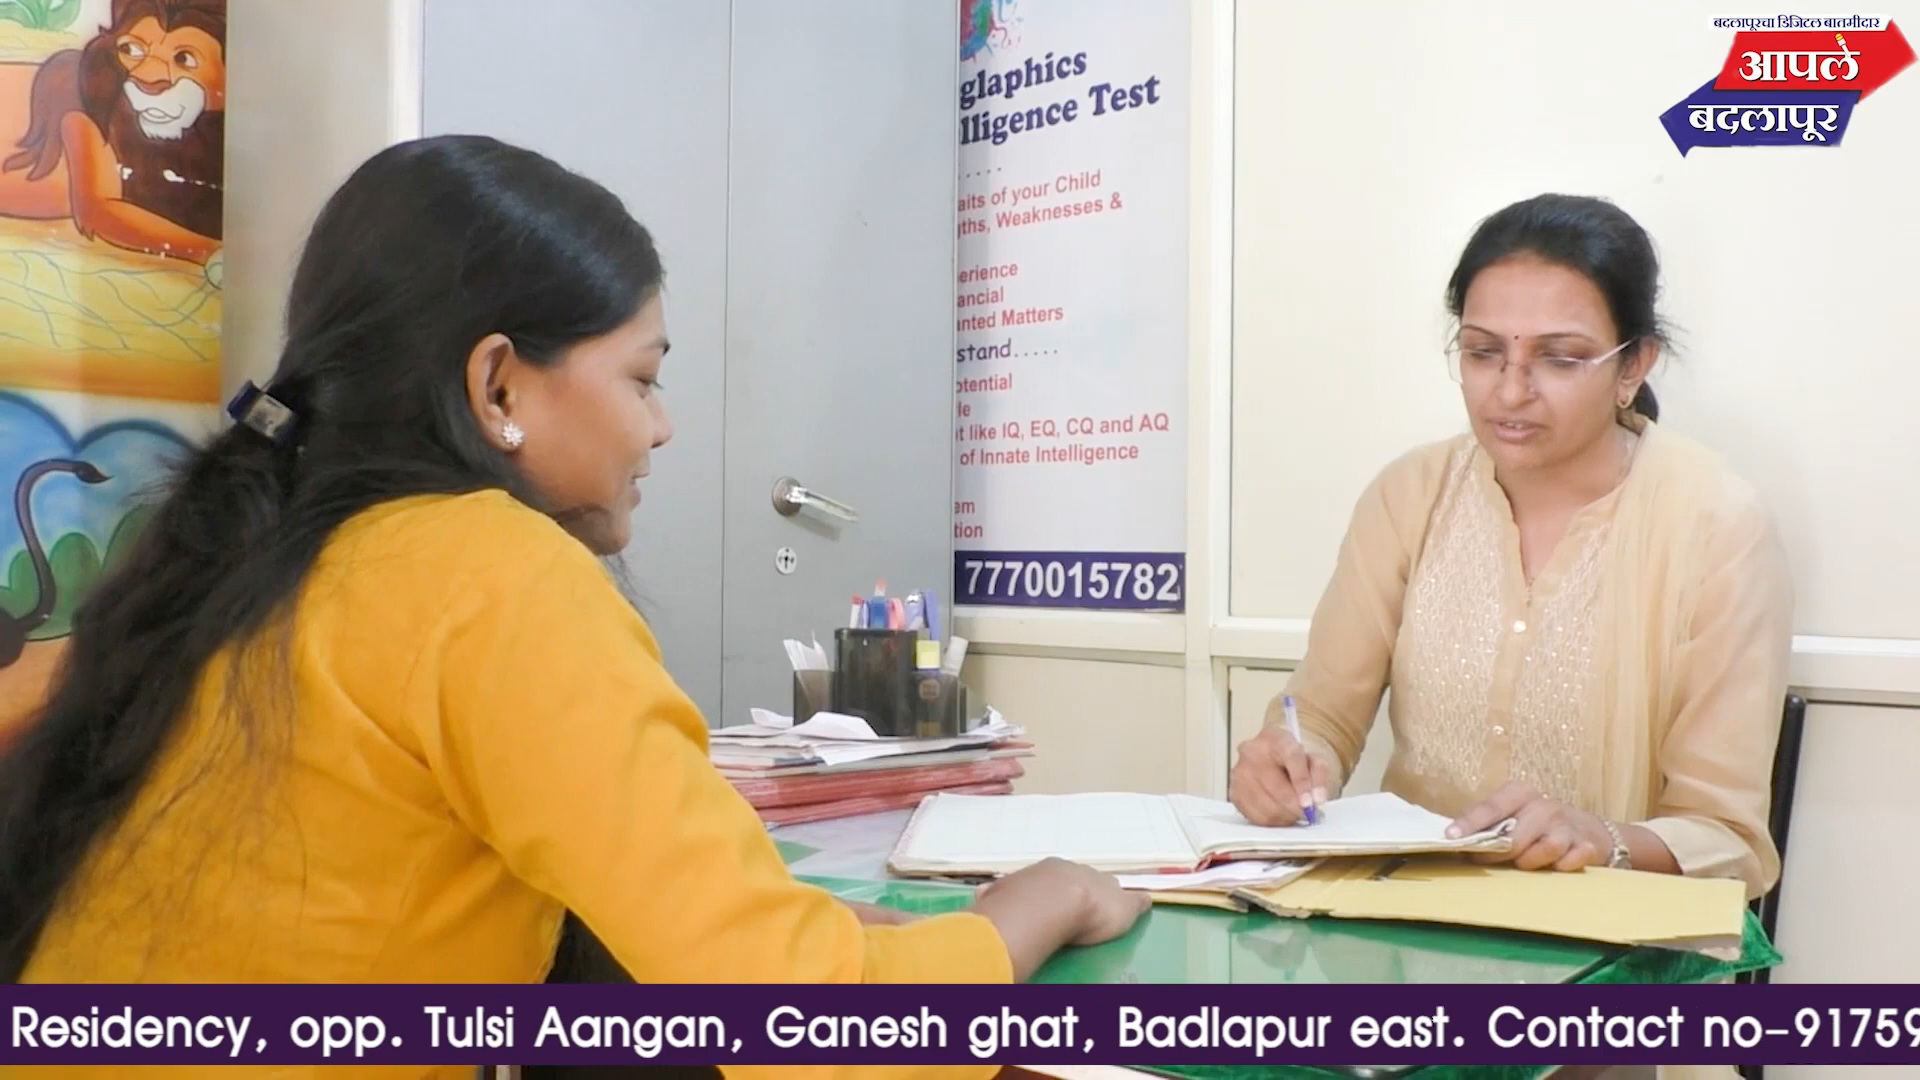 बदलापूरचा डिजिटल बातमीदार
आपले
बदलापूर
glaphics
lligence Test
.....
aits of your Child
ths, Weaknesses &
erience
ancial
anted Matters
stand.....
otential
le
t like IQ, EQ, CQ and AQ
of Innate Intelligence
em
tion
7770015782
Residency, opp. Tulsi Aangan, Ganesh ghat, Badlapur east. Contact no-91759